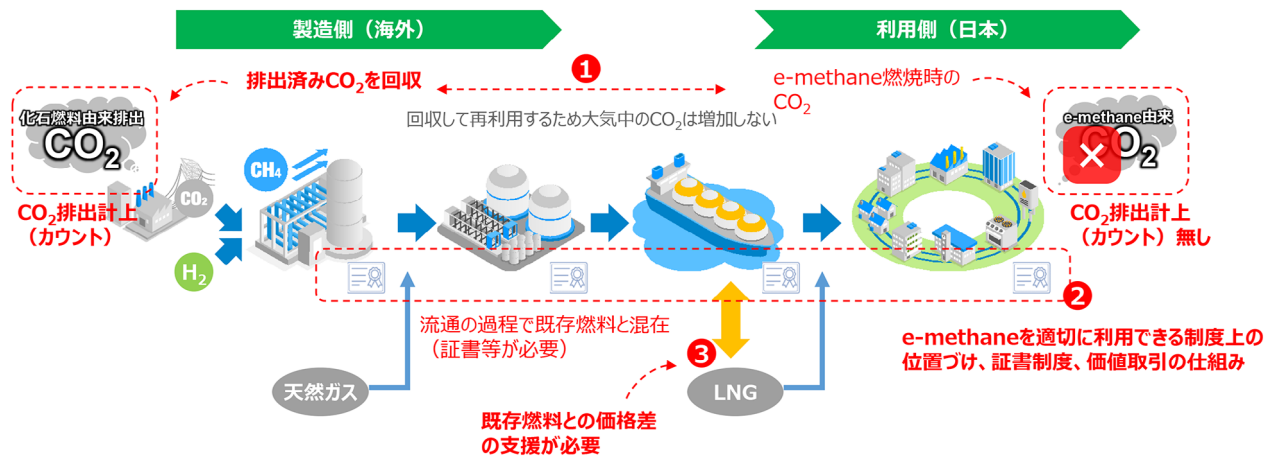 製造側（海外）
利用側（日本）
排出済みCO2を回収
❶
e-methane燃焼時の
CO2
回収して再利用するため大気中のCO2は増加しない
化石燃料由来排出
CO2
e-methane由来
CO2
×
CO2排出計上
（カウント）
CO2
CH4
H2
CO2排出計上
（カウント）無し
❷
流通の過程で既存燃料と混在
（証書等が必要）
e-methaneを適切に利用できる制度上の
位置づけ、証書制度、価値取引の仕組み
❸
天然ガス
LNG
既存燃料との価格差
の支援が必要